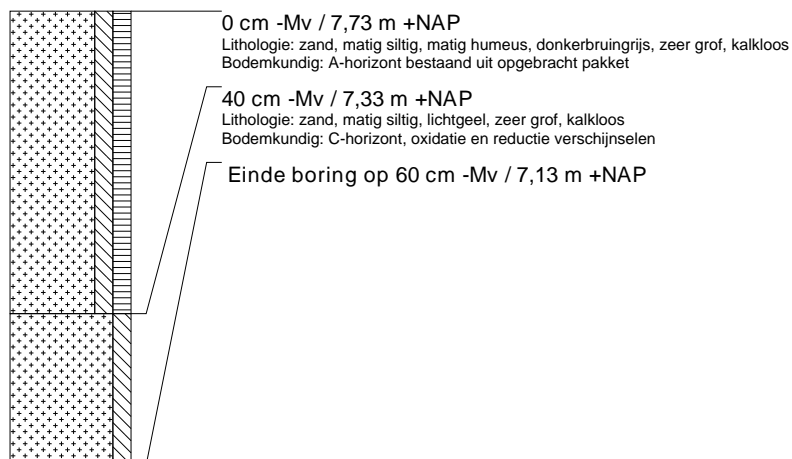 0 cm -Mv / 7,73 m +NAP
Lithologie: zand, matig siltig, matig humeus, donkerbruingrijs, zeer grof, kalkloos
Bodemkundig: A-horizont bestaand uit opgebracht pakket
40 cm -Mv / 7,33 m +NAP
Lithologie: zand, matig siltig, lichtgeel, zeer grof, kalkloos
Bodemkundig: C-horizont, oxidatie en reductie verschijnselen
Einde boring op 60 cm -Mv / 7,13 m +NAP